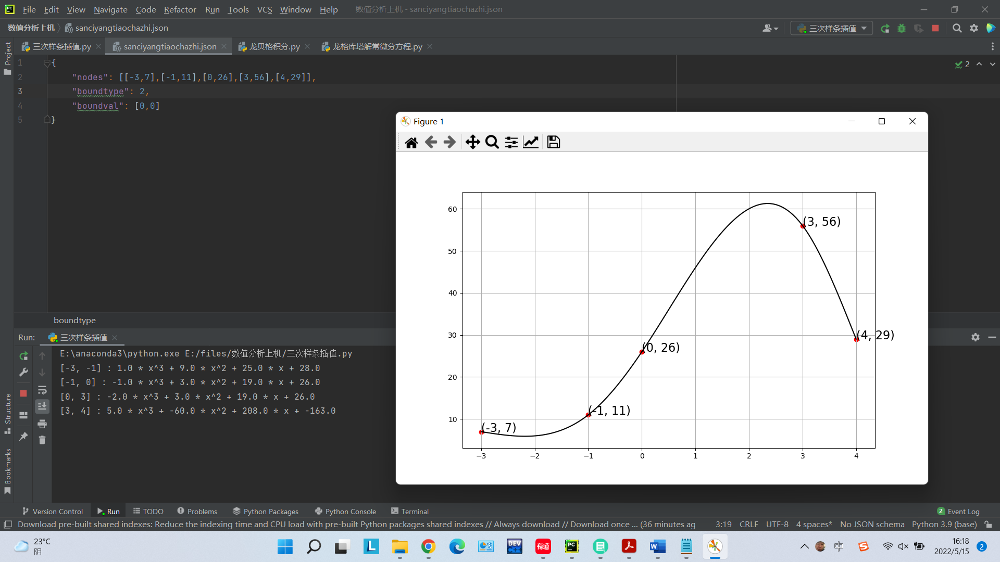 File Edit View Navigate Code Refactor Run Tools VCS Window Help 数值分析上机 - sanciyangtiaochazhi.json
数值分析上机 sanciyangtiaochazhi.json 三次样条插值
三次样条插值.py sanciyangtiaochazhi.json 龙贝格积分.py 龙格库塔解常微分方程.py
Project
1 {
2 "nodes": [[-3,7],[-1,11],[0,26],[3,56],[4,29]],
3 "boundtype": 2,
4 "boundval": [0,0]
5 }
2
boundtype
Figure 1
60
50
40
30
20
10
−3 −2 −1 0 1 2 3 4
(-3, 7)
(-1, 11)
(0, 26)
(3, 56)
(4, 29)
Run: 三次样条插值
E:\anaconda3\python.exe E:/files/数值分析上机/三次样条插值.py
[-3, -1] : 1.0 * x^3 + 9.0 * x^2 + 25.0 * x + 28.0
[-1, 0] : -1.0 * x^3 + 3.0 * x^2 + 19.0 * x + 26.0
[0, 3] : -2.0 * x^3 + 3.0 * x^2 + 19.0 * x + 26.0
[3, 4] : 5.0 * x^3 + -60.0 * x^2 + 208.0 * x + -163.0
Structure
Bookmarks
Version Control Run TODO Problems Python Packages Python Console Terminal 2 Event Log
Download pre-built shared indexes: Reduce the indexing time and CPU load with pre-built Python packages shared indexes // Always download // Download once ... (36 minutes ag 3:19 CRLF UTF-8 4 spaces* No JSON schema Python 3.9 (base)
23°C
阴
L
DEV
有道
PC
W
中
S
16:18
2022/5/15
2